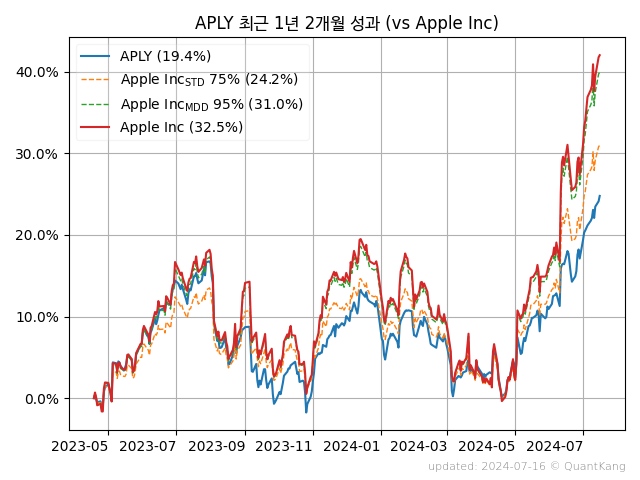 APLY 최근 1년 2개월 성과 (vs Apple Inc)
APLY (19.4%)
Apple Inc_STD 75% (24.2%)
Apple Inc_MDD 95% (31.0%)
Apple Inc (32.5%)
40.0%
30.0%
20.0%
10.0%
0.0%
2023-05 2023-07 2023-09 2023-11 2024-01 2024-03 2024-05 2024-07
updated: 2024-07-16 © QuantKang